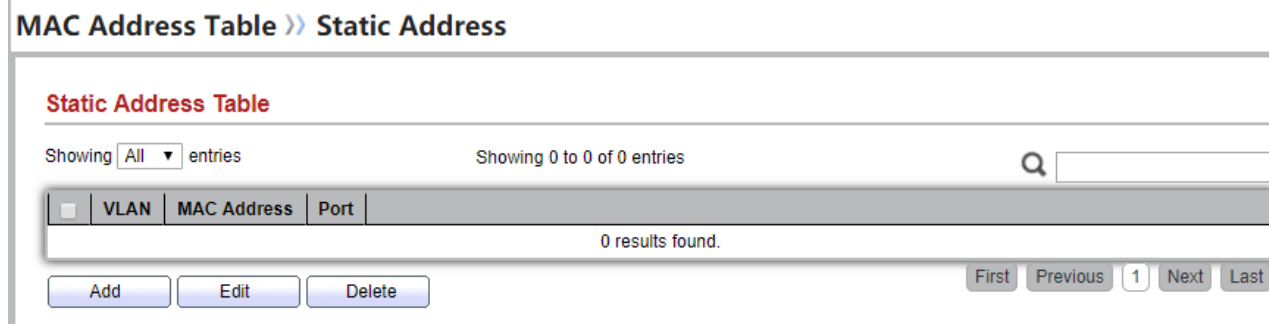 MAC Address Table » Static Address
Static Address Table
Showing All ▼ entries Showing 0 to 0 of 0 entries
VLAN MAC Address Port
0 results found.
Add Edit Delete First Previous 1 Next Last